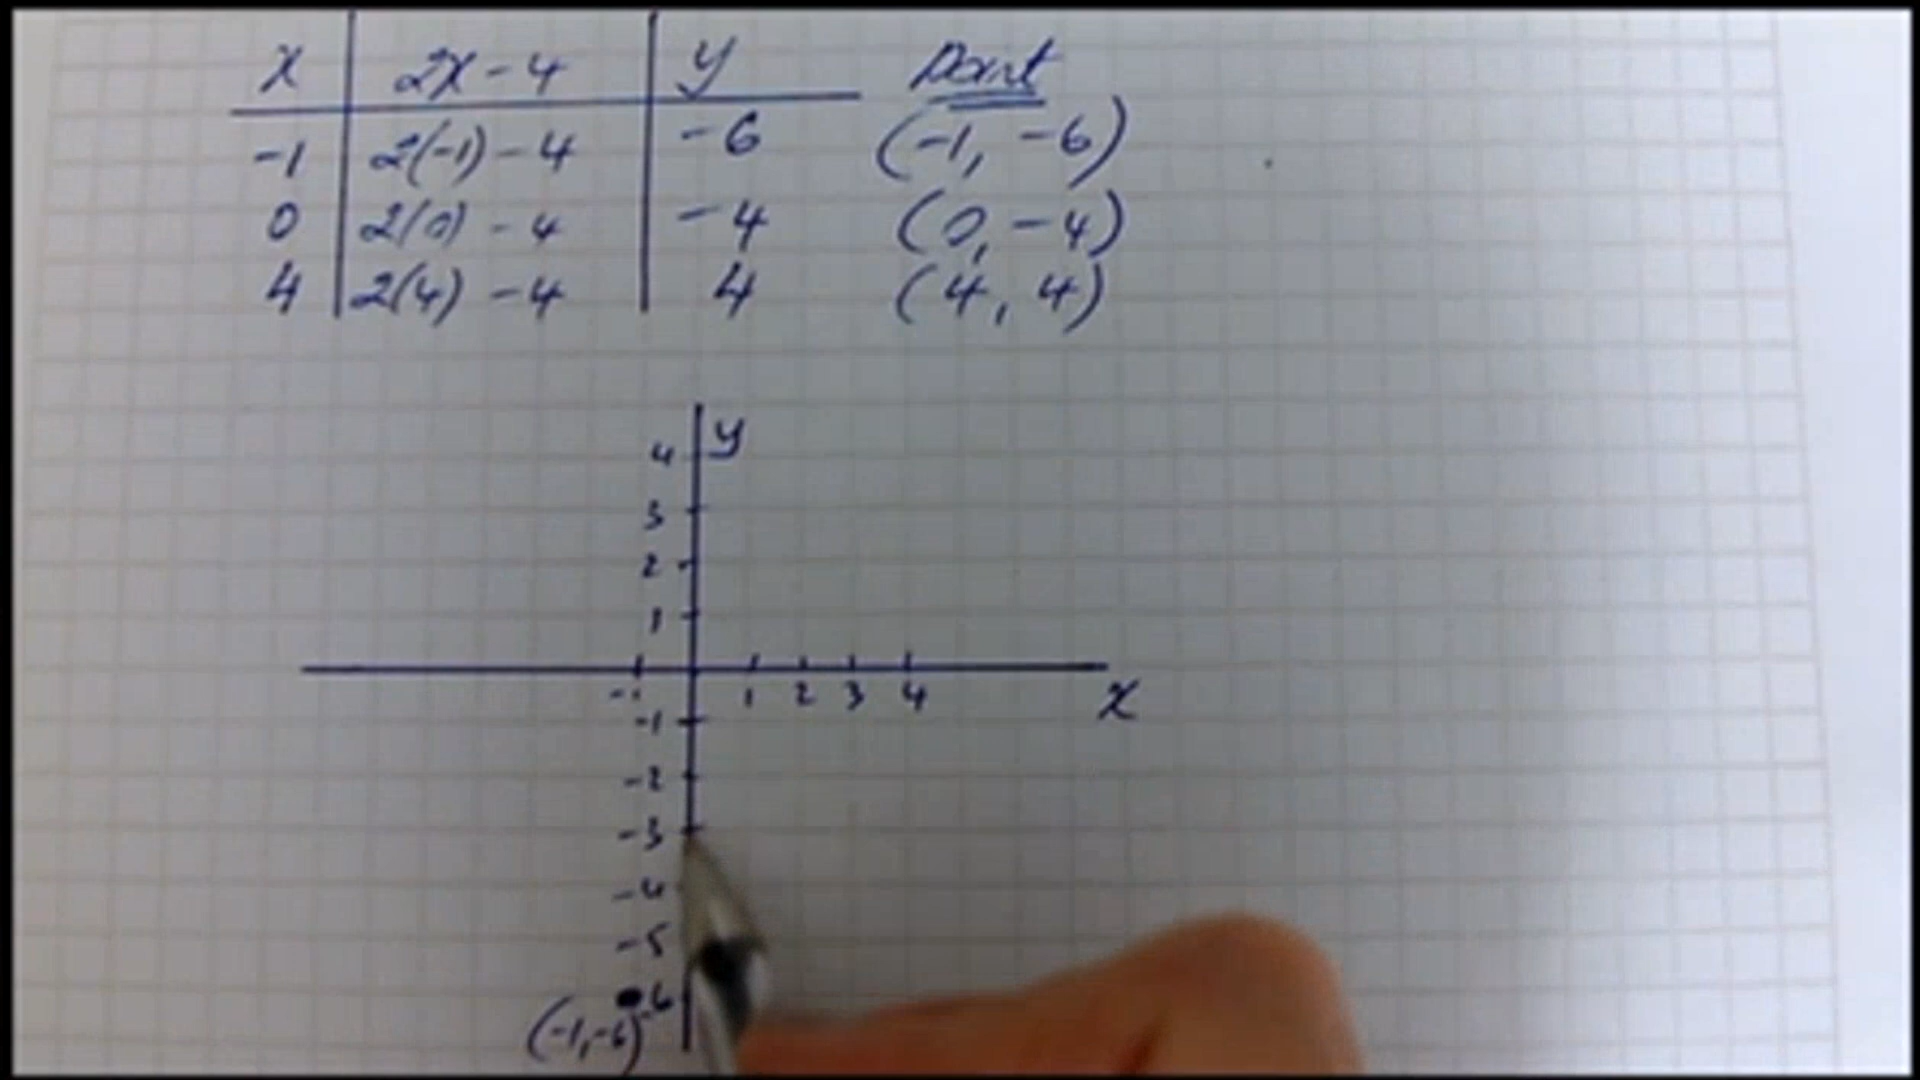 x 2x-4 y Point
-1 2(-1)-4 -6 (-1, -6)
0 2(0)-4 -4 (0,-4)
4 2(4)-4 4 (4, 4)
y
4
3
2
1
-1 1 2 3 4 x
-1
-2
-3
-4
-5
-6
(-1,-6)